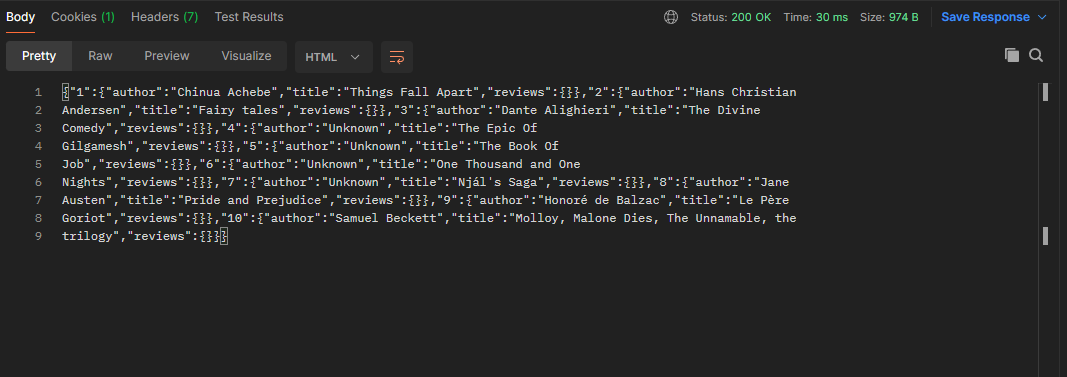 Body Cookies (1) Headers (7) Test Results Status: 200 OK Time: 30 ms Size: 974 B Save Response
Pretty Raw Preview Visualize HTML
1 {"1":{"author":"Chinua Achebe","title":"Things Fall Apart","reviews":{}},"2":{"author":"Hans Christian
2 Andersen","title":"Fairy tales","reviews":{}},"3":{"author":"Dante Alighieri","title":"The Divine
3 Comedy","reviews":{}},"4":{"author":"Unknown","title":"The Epic Of
4 Gilgamesh","reviews":{}},"5":{"author":"Unknown","title":"The Book Of
5 Job","reviews":{}},"6":{"author":"Unknown","title":"One Thousand and One
6 Nights","reviews":{}},"7":{"author":"Unknown","title":"Njál's Saga","reviews":{}},"8":{"author":"Jane
7 Austen","title":"Pride and Prejudice","reviews":{}},"9":{"author":"Honoré de Balzac","title":"Le Père
8 Goriot","reviews":{}},"10":{"author":"Samuel Beckett","title":"Molloy, Malone Dies, The Unnamable, the
9 trilogy","reviews":{}}}